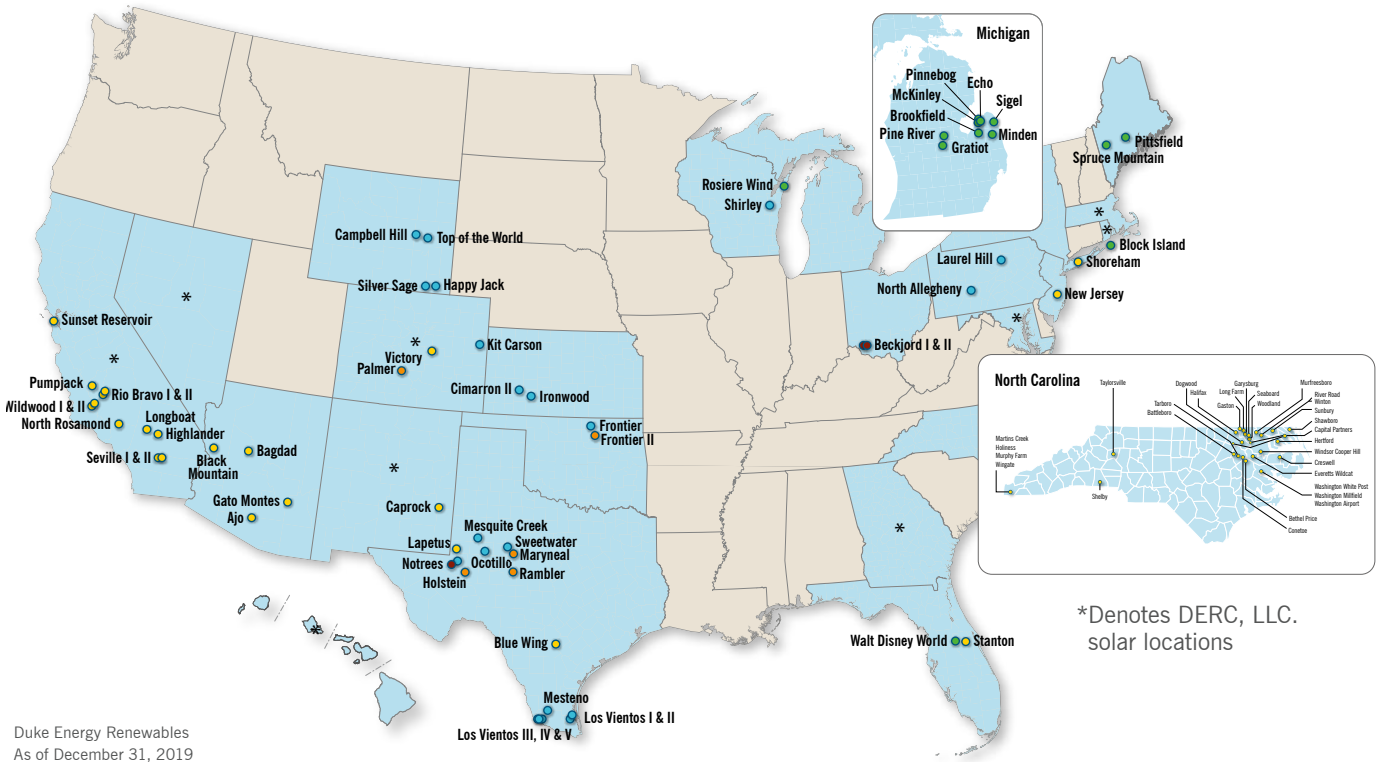 Michigan
Pinnebog
Echo
McKinley
Sigel
Brookfield
Pine River
Minden
Gratiot
Pittsfield
Spruce Mountain
Rosiere Wind
Shirley
*
*
Block Island
Campbell Hill
Top of the World
Laurel Hill
Shoreham
Silver Sage
Happy Jack
North Allegheny
New Jersey
*
*
Sunset Reservoir
*
Victory
Kit Carson
Beckjord I & II
*
Palmer
Pumpjack
Rio Bravo I & II
Cimarron II
Ironwood
Wildwood I & II
North Rosamond
Longboat
Highlander
Frontier
Frontier II
Seville I & II
Black
Mountain
Bagdad
*
Gato Montes
Ajo
Caprock
Mesquite Creek
Lapetus
Sweetwater
Maryneal
Notrees
Ocotillo
Holstein
Rambler
*
*
Blue Wing
Walt Disney World
Stanton
Mesteno
Los Vientos I & II
Los Vientos III, IV & V
North Carolina
Taylorsville
Dogwood
Halifax
Garysburg
Long Farm
Seaboard
Woodland
Murfreesboro
River Road
Winton
Sunbury
Gaston
Tarboro
Battleboro
Shawboro
Capital Partners
Hertford
Windsor Cooper Hill
Creswell
Everetts Wildcat
Martins Creek
Holiness
Murphy Farm
Wingate
Shelby
Washington White Post
Washington Millfield
Washington Airport
Bethel Price
Conetoe
*Denotes DERC, LLC.
solar locations
Duke Energy Renewables
As of December 31, 2019